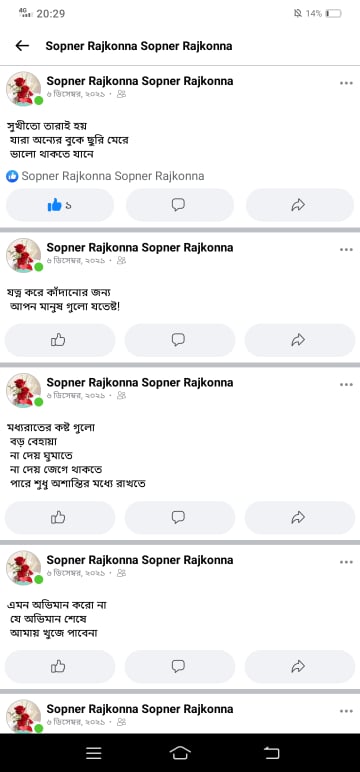 4G 20:29 14%
Sopner Rajkonna Sopner Rajkonna
Sopner Rajkonna Sopner Rajkonna
৬ ডিসেম্বর, ২০২১ ·
সুখীতো তারাই হয়
যারা অন্যের বুকে ছুরি মেরে
ভালো থাকতে যানে
Sopner Rajkonna Sopner Rajkonna
১
Sopner Rajkonna Sopner Rajkonna
৬ ডিসেম্বর, ২০২১ ·
যত্ন করে কাঁদানোর জন্য
আপন মানুষ গুলো যতেষ্ট!
Sopner Rajkonna Sopner Rajkonna
৬ ডিসেম্বর, ২০২১ ·
মধ্যরাতের কষ্ট গুলো
বড় বেহায়া
না দেয় ঘুমাতে
না দেয় জেগে থাকতে
পারে শুধু অশান্তির মধ্যে রাখতে
Sopner Rajkonna Sopner Rajkonna
৬ ডিসেম্বর, ২০২১ ·
এমন অভিমান করো না
যে অভিমান শেষে
আমায় খুজে পাবেনা
Sopner Rajkonna Sopner Rajkonna
৬ ডিসেম্বর, ২০২১ ·